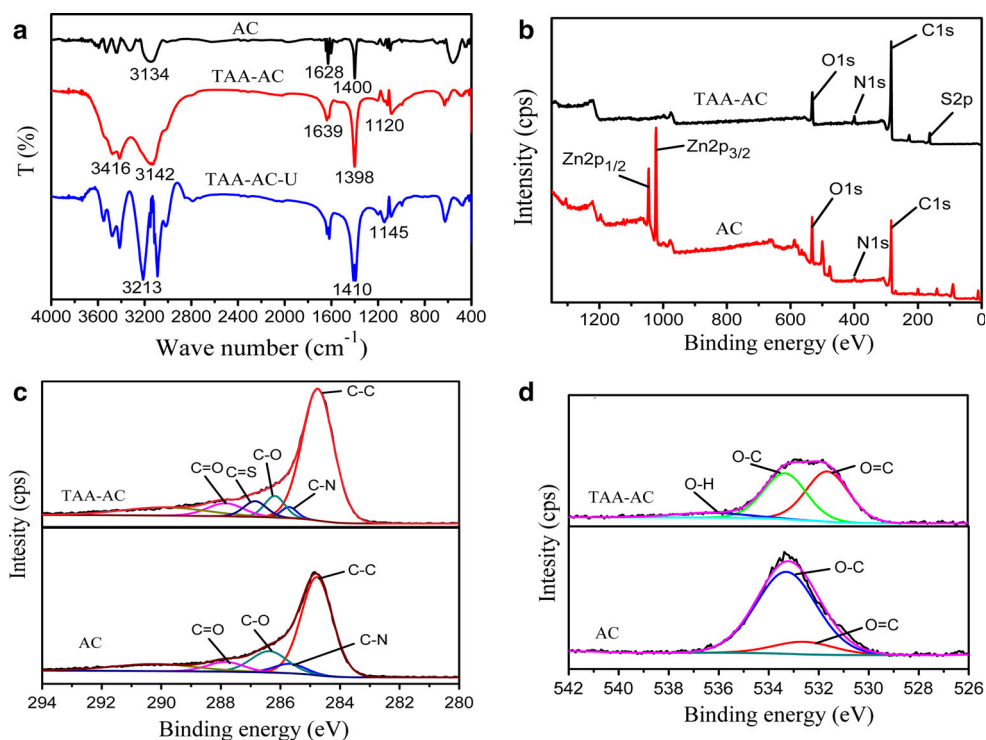 a
AC
3134
1628
1400
TAA-AC
3416
3142
1639
1398
1120
TAA-AC-U
3213
1410
1145
T (%)
4000 3600 3200 2800 2400 2000 1600 1200 800 400
Wave number (cm⁻¹)
b
C1s
O1s
TAA-AC
N1s
S2p
Zn2p₁/₂
Zn2p₃/₂
O1s
C1s
AC
N1s
Intensity (cps)
1200 1000 800 600 400 200 0
Binding energy (eV)
c
C-C
C-O
C=S
C=O
C-N
TAA-AC
C-C
C-O
C=O
C-N
AC
Intesity (cps)
294 292 290 288 286 284 282 280
Binding energy (eV)
d
O-C
O=C
O-H
TAA-AC
O-C
O=C
AC
Intesity (cps)
542 540 538 536 534 532 530 528 526
Binding energy (eV)